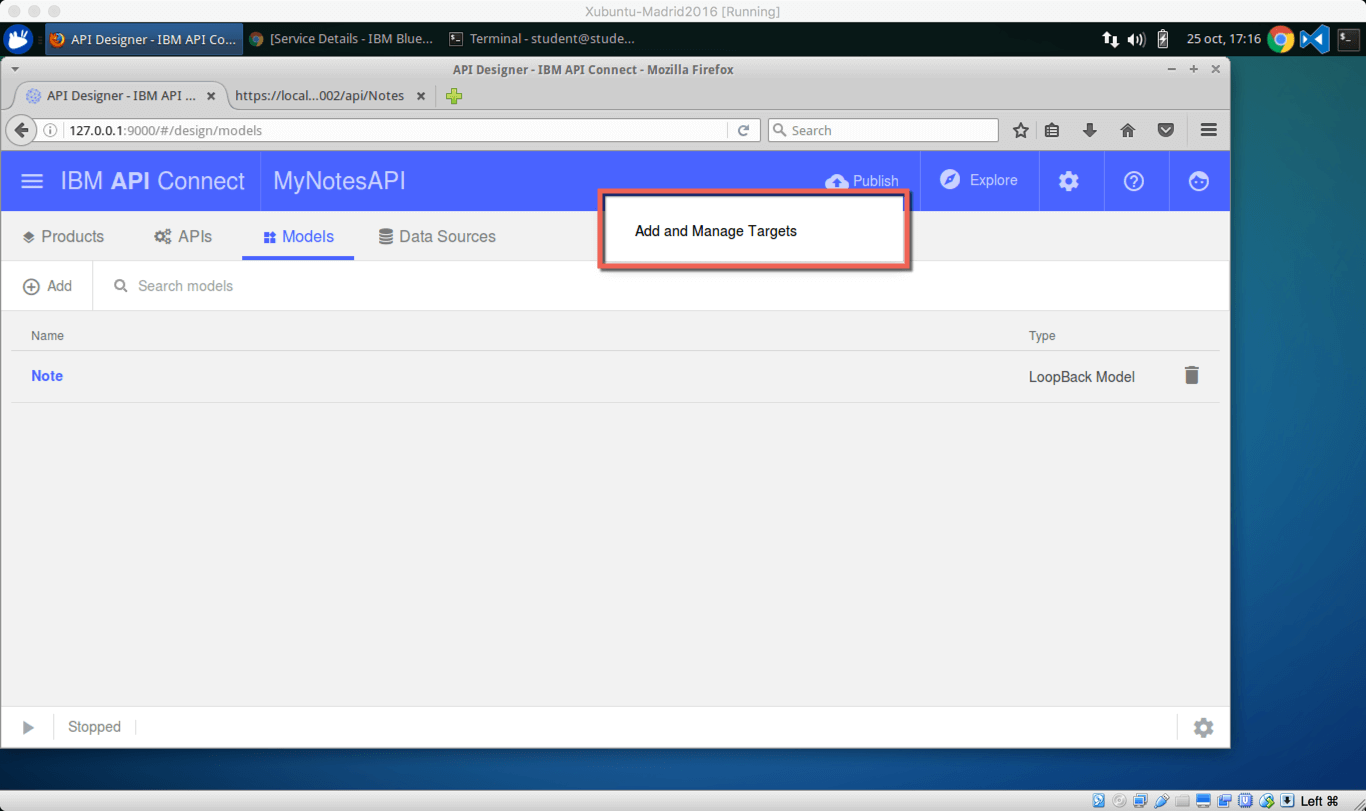 Xubuntu-Madrid2016 [Running]
API Designer - IBM API Co...
[Service Details - IBM Blue...
Terminal - student@stude...
25 oct, 17:16
API Designer - IBM API Connect - Mozilla Firefox
API Designer - IBM API ...
https://local...002/api/Notes
127.0.0.1:9000/#/design/models
Search
IBM API Connect
MyNotesAPI
Publish
Explore
Add and Manage Targets
Products
APIs
Models
Data Sources
Add
Search models
Name
Type
Note
LoopBack Model
Stopped
Left ⌘